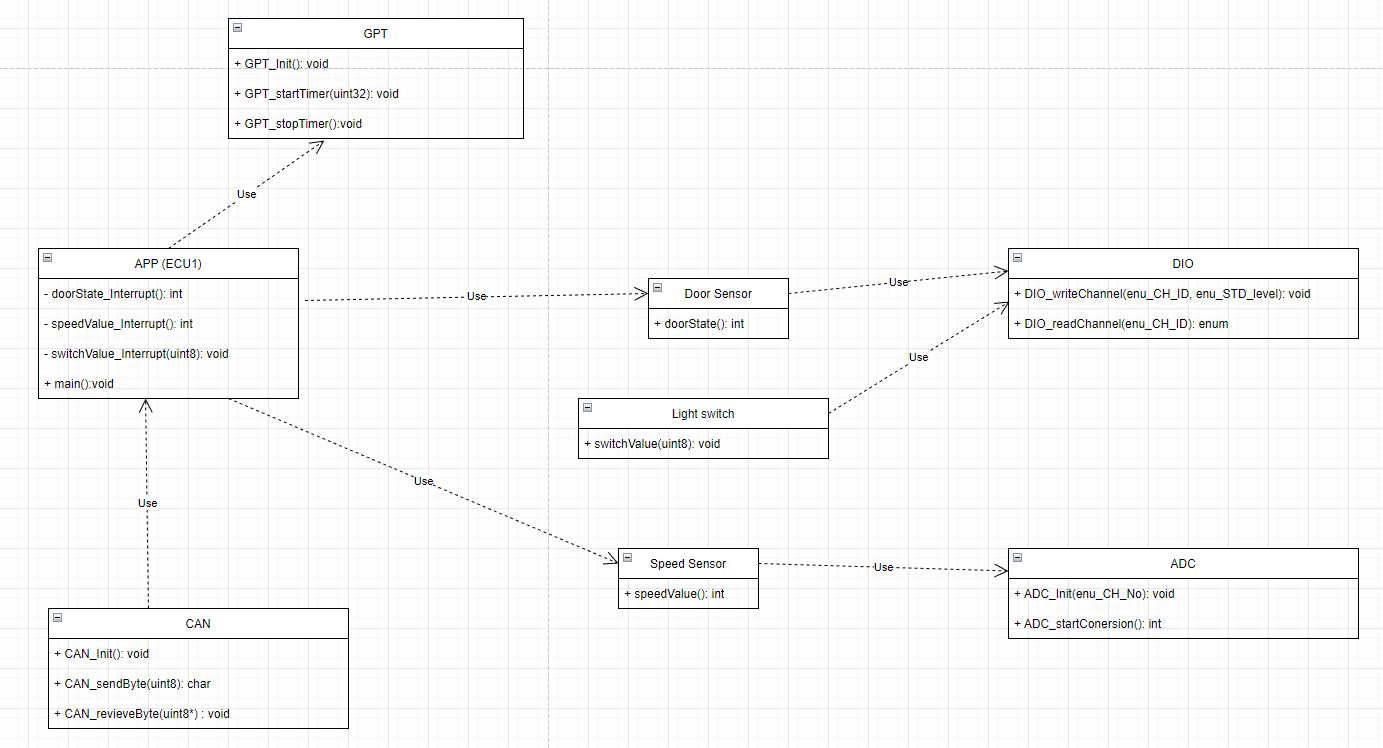 GPT
+ GPT_Init(): void
+ GPT_startTimer(uint32): void
+ GPT_stopTimer():void
Use
APP (ECU1)
- doorState_Interrupt(): int
- speedValue_Interrupt(): int
- switchValue_Interrupt(uint8): void
+ main():void
Use
Door Sensor
+ doorState(): int
Use
DIO
+ DIO_writeChannel(enu_CH_ID, enu_STD_level): void
+ DIO_readChannel(enu_CH_ID): enum
Use
Light switch
+ switchValue(uint8): void
Use
Use
Speed Sensor
+ speedValue(): int
Use
ADC
+ ADC_Init(enu_CH_No): void
+ ADC_startConersion(): int
CAN
+ CAN_Init(): void
+ CAN_sendByte(uint8): char
+ CAN_revieveByte(uint8*) : void